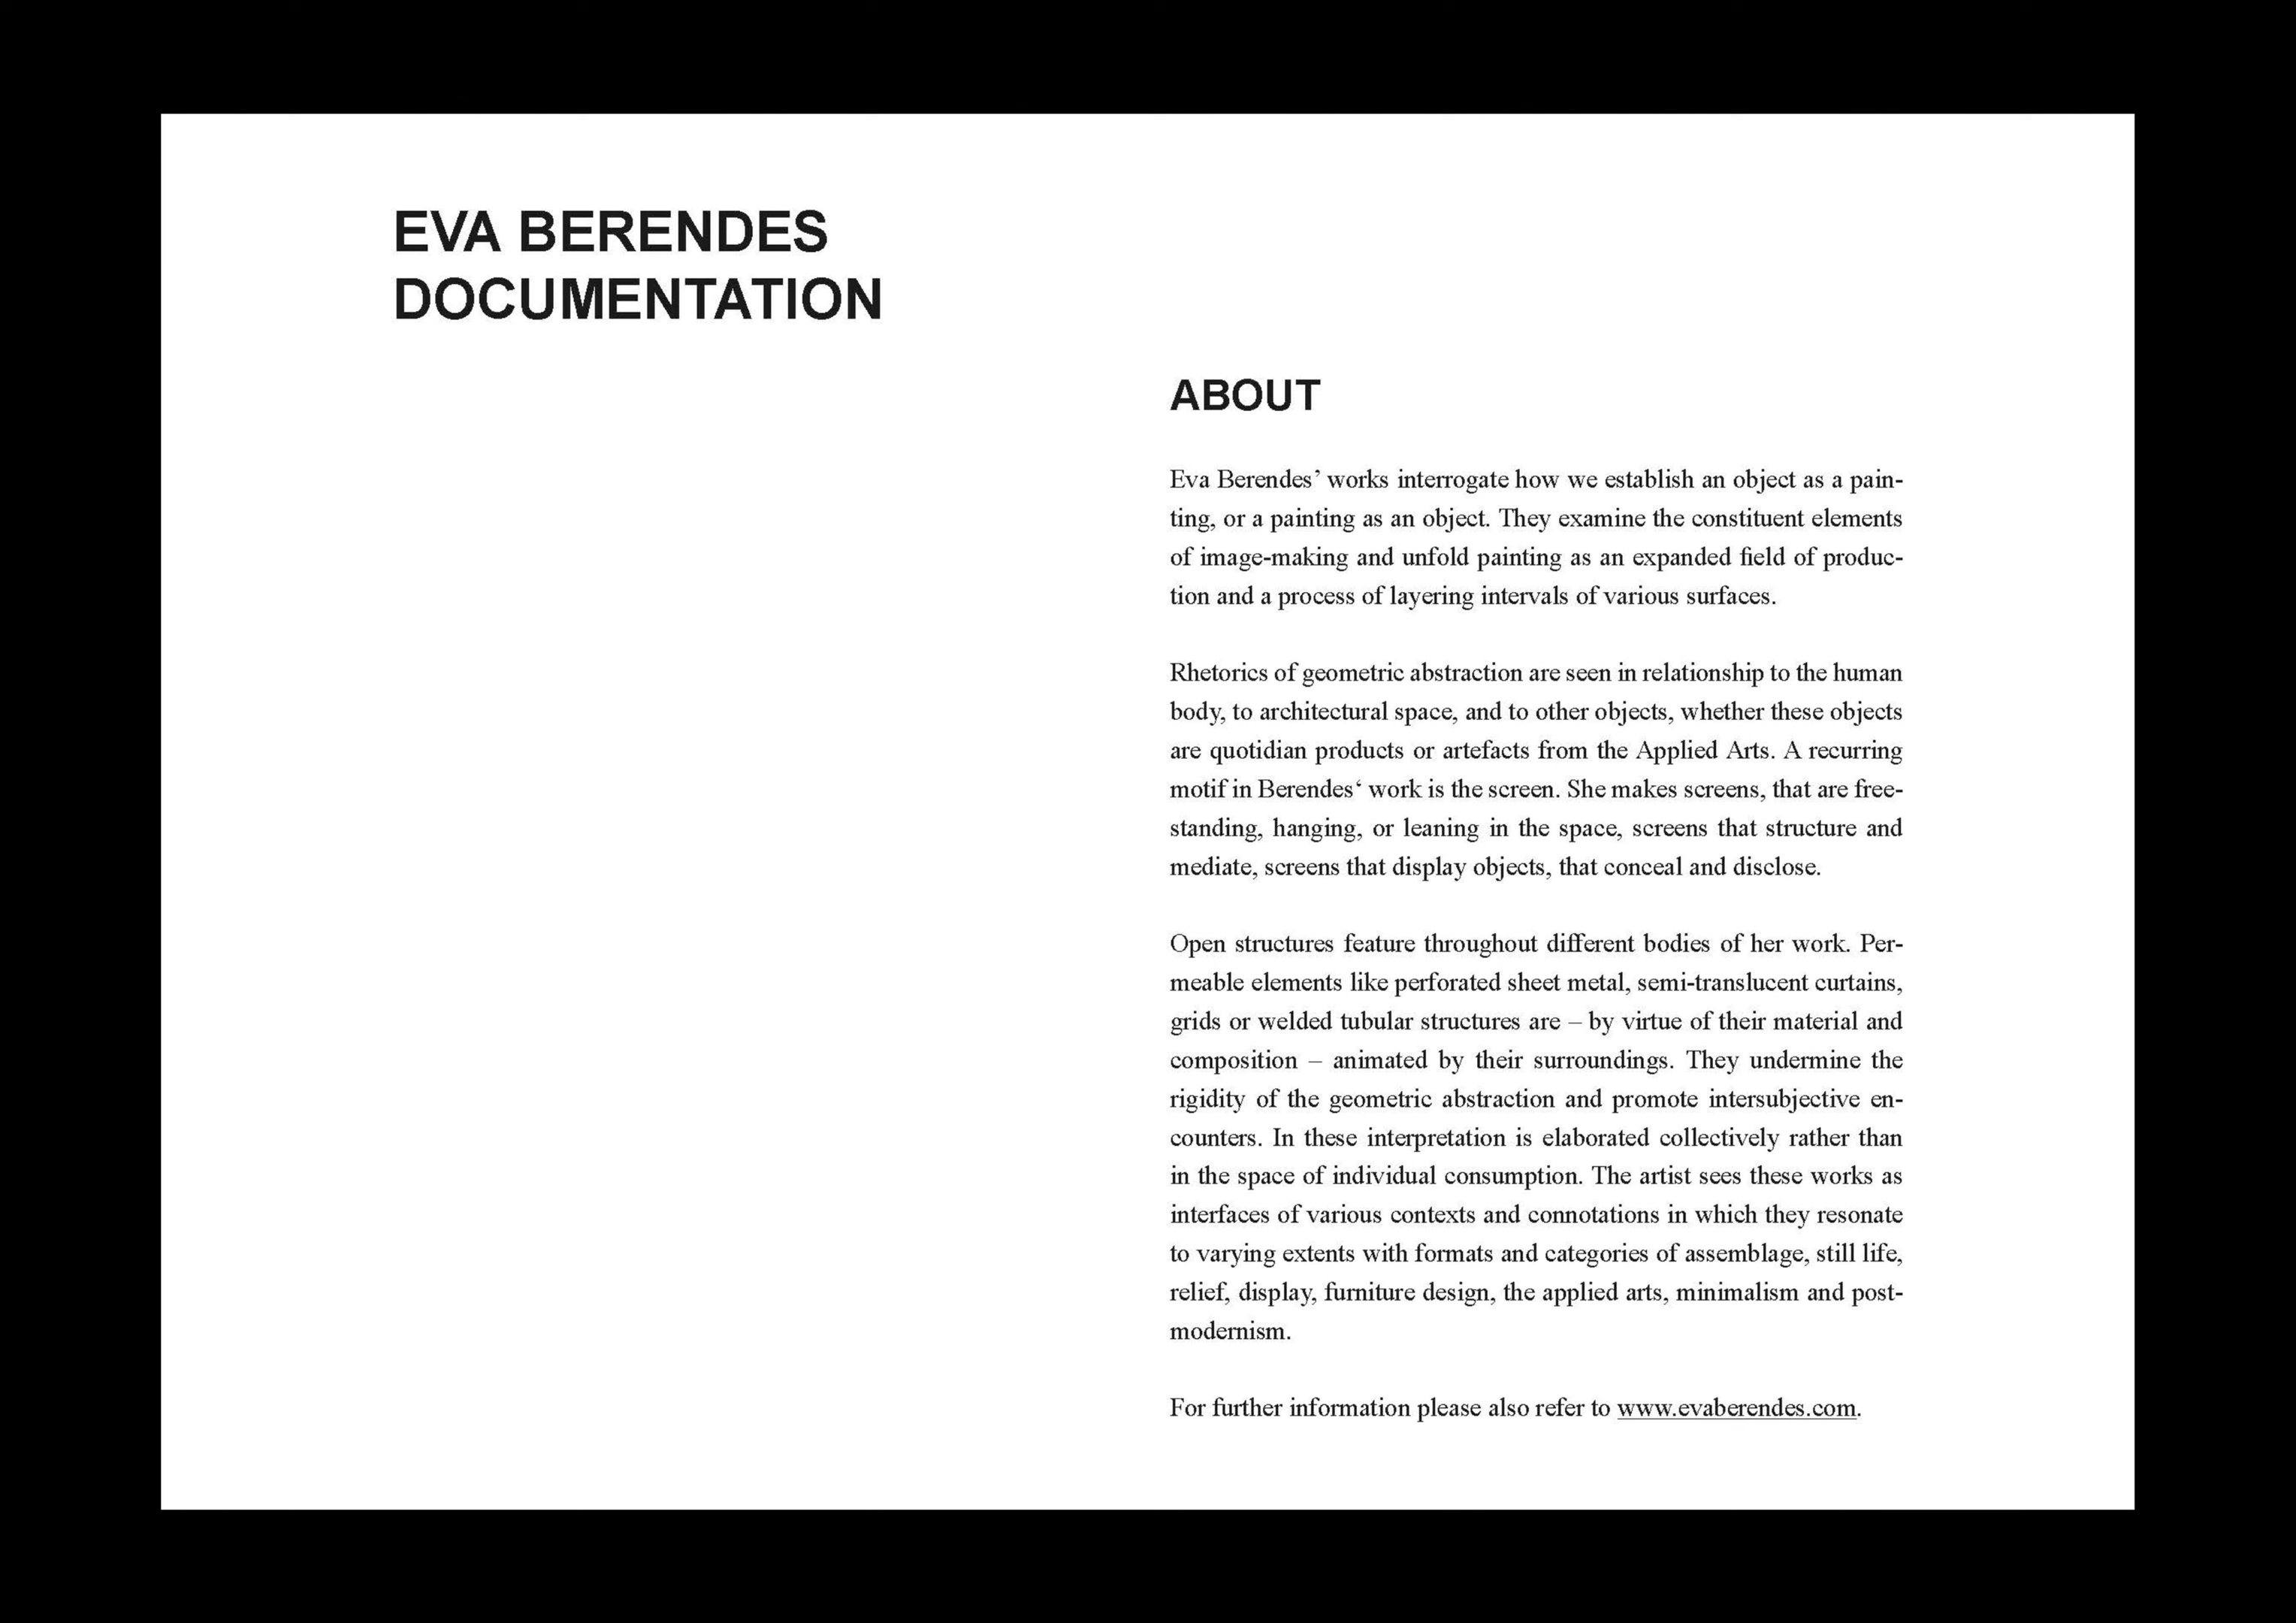 EVA BERENDES
DOCUMENTATION
ABOUT
Eva Berendes’ works interrogate how we establish an object as a pain-
ting, or a painting as an object. They examine the constituent elements
of image-making and unfold painting as an expanded field of produc-
tion and a process of layering intervals of various surfaces.
Rhetorics of geometric abstraction are seen in relationship to the human
body, to architectural space, and to other objects, whether these objects
are quotidian products or artefacts from the Applied Arts. A recurring
motif in Berendes‘ work is the screen. She makes screens, that are free-
standing, hanging, or leaning in the space, screens that structure and
mediate, screens that display objects, that conceal and disclose.
Open structures feature throughout different bodies of her work. Per-
meable elements like perforated sheet metal, semi-translucent curtains,
grids or welded tubular structures are – by virtue of their material and
composition – animated by their surroundings. They undermine the
rigidity of the geometric abstraction and promote intersubjective en-
counters. In these interpretation is elaborated collectively rather than
in the space of individual consumption. The artist sees these works as
interfaces of various contexts and connotations in which they resonate
to varying extents with formats and categories of assemblage, still life,
relief, display, furniture design, the applied arts, minimalism and post-
modernism.
For further information please also refer to www.evaberendes.com.